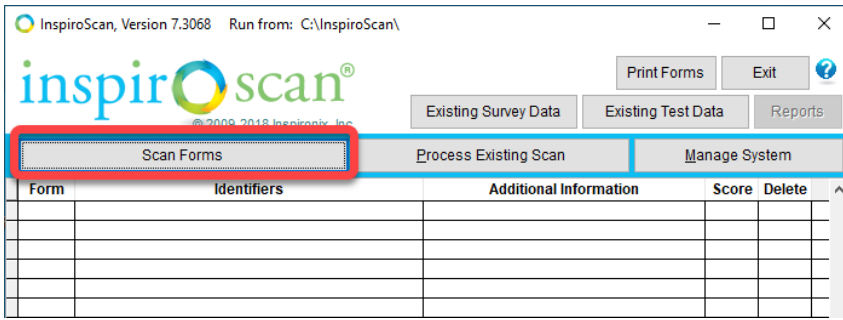 InspiroScan, Version 7.3068 Run from: C:\InspiroScan\
inspiroscan®
Print Forms Exit ?
© 2009-2018 Inspironix, Inc.
Existing Survey Data Existing Test Data Reports
Scan Forms Process Existing Scan Manage System
Form Identifiers Additional Information Score Delete